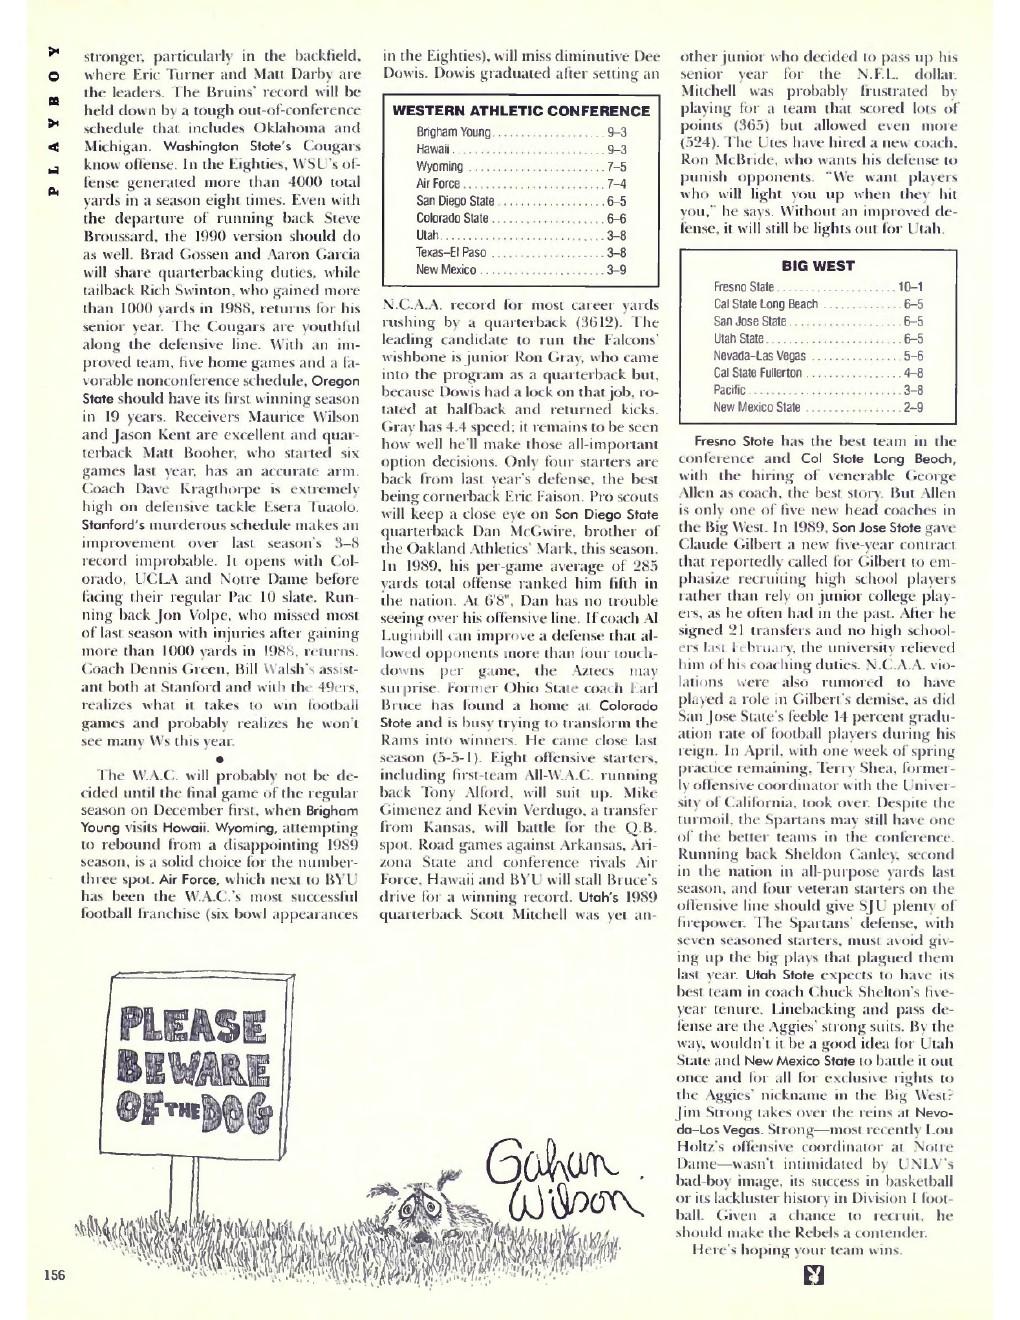 PLAYBOY
stronger, particularly in the backfield,
where Eric Turner and Matt Darby are
the leaders. The Bruins' record will be
held down by a tough out-of-conference
schedule that includes Oklahoma and
Michigan. Washington State's Cougars
know offense. In the Eighties, WSU's of-
fense generated more than 4000 total
yards in a season eight times. Even with
the departure of running back Steve
Broussard, the 1990 version should do
as well. Brad Gossen and Aaron Garcia
will share quarterbacking duties, while
tailback Rich Swinton, who gained more
than 1000 yards in 1988, returns for his
senior year. The Cougars are youthful
along the defensive line. With an im-
proved team, five home games and a fa-
vorable nonconference schedule, Oregon
State should have its first winning season
in 19 years. Receivers Maurice Wilson
and Jason Kent are excellent and quar-
terback Matt Booher, who started six
games last year, has an accurate arm.
Coach Dave Kragthorpe is extremely
high on defensive tackle Esera Tuaolo.
Stanford's murderous schedule makes an
improvement over last season's 3–8
record improbable. It opens with Col-
orado, UCLA and Notre Dame before
facing their regular Pac 10 slate. Run-
ning back Jon Volpe, who missed most
of last season with injuries after gaining
more than 1000 yards in 1988, returns.
Coach Dennis Green, Bill Walsh's assist-
ant both at Stanford and with the 49ers,
realizes what it takes to win football
games and probably realizes he won't
see many Ws this year.
•
The W.A.C. will probably not be de-
cided until the final game of the regular
season on December first, when Brigham
Young visits Hawaii. Wyoming, attempting
to rebound from a disappointing 1989
season, is a solid choice for the number-
three spot. Air Force, which next to BYU
has been the W.A.C.'s most successful
football franchise (six bowl appearances
in the Eighties), will miss diminutive Dee
Dowis. Dowis graduated after setting an
WESTERN ATHLETIC CONFERENCE
Brigham Young.....................9–3
Hawaii............................9–3
Wyoming .........................7–5
Air Force.........................7–4
San Diego State...................6–5
Colorado State....................6–6
Utah..............................3–8
Texas–El Paso ....................3–8
New Mexico ......................3–9
N.C.A.A. record for most career yards
rushing by a quarterback (3612). The
leading candidate to run the Falcons'
wishbone is junior Ron Gray, who came
into the program as a quarterback but,
because Dowis had a lock on that job, ro-
tated at halfback and returned kicks.
Gray has 4.4 speed; it remains to be seen
how well he'll make those all-important
option decisions. Only four starters are
back from last year's defense, the best
being cornerback Eric Faison. Pro scouts
will keep a close eye on San Diego State
quarterback Dan McGwire, brother of
the Oakland Athletics' Mark, this season.
In 1989, his per-game average of 285
yards total offense ranked him fifth in
the nation. At 6'8", Dan has no trouble
seeing over his offensive line. If coach Al
Luginbill can improve a defense that al-
lowed opponents more than four touch-
downs per game, the Aztecs may
surprise. Former Ohio State coach Earl
Bruce has found a home at Colorado
State and is busy trying to transform the
Rams into winners. He came close last
season (5-5-1). Eight offensive starters,
including first-team All-W.A.C. running
back Tony Alford, will suit up. Mike
Gimenez and Kevin Verdugo, a transfer
from Kansas, will battle for the Q.B.
spot. Road games against Arkansas, Ari-
zona State and conference rivals Air
Force, Hawaii and BYU will stall Bruce's
drive for a winning record. Utah's 1989
quarterback Scott Mitchell was yet an-
other junior who decided to pass up his
senior year for the N.F.L. dollar.
Mitchell was probably frustrated by
playing for a team that scored lots of
points (365) but allowed even more
(524). The Utes have hired a new coach,
Ron McBride, who wants his defense to
punish opponents. "We want players
who will light you up when they hit
you," he says. Without an improved de-
fense, it will still be lights out for Utah.
BIG WEST
Fresno State.....................10–1
Cal State Long Beach ..............6–5
San Jose State....................6–5
Utah State........................6–5
Nevada–Las Vegas ................5–6
Cal State Fullerton ...............4–8
Pacific...........................3–8
New Mexico State .................2–9
Fresno State has the best team in the
conference and Cal State Long Beach,
with the hiring of venerable George
Allen as coach, the best story. But Allen
is only one of five new head coaches in
the Big West. In 1989, San Jose State gave
Claude Gilbert a new five-year contract
that reportedly called for Gilbert to em-
phasize recruiting high school players
rather than rely on junior college play-
ers, as he often had in the past. After he
signed 21 transfers and no high school-
ers last February, the university relieved
him of his coaching duties. N.C.A.A. vio-
lations were also rumored to have
played a role in Gilbert's demise, as did
San Jose State's feeble 14 percent gradu-
ation rate of football players during his
reign. In April, with one week of spring
practice remaining, Terry Shea, former-
ly offensive coordinator with the Univer-
sity of California, took over. Despite the
turmoil, the Spartans may still have one
of the better teams in the conference.
Running back Sheldon Canley, second
in the nation in all-purpose yards last
season, and four veteran starters on the
offensive line should give SJU plenty of
firepower. The Spartans' defense, with
seven seasoned starters, must avoid giv-
ing up the big plays that plagued them
last year. Utah State expects to have its
best team in coach Chuck Shelton's five-
year tenure. Linebacking and pass de-
fense are the Aggies' strong suits. By the
way, wouldn't it be a good idea for Utah
State and New Mexico State to battle it out
once and for all for exclusive rights to
the Aggies' nickname in the Big West?
Jim Strong takes over the reins at Neva-
da–Las Vegas. Strong—most recently Lou
Holtz's offensive coordinator at Notre
Dame—wasn't intimidated by UNLV's
bad-boy image, its success in basketball
or its lackluster history in Division I foot-
ball. Given a chance to recruit, he
should make the Rebels a contender.
Here's hoping your team wins.
PLEASE
BEWARE
OF THE DOG
Gahan
Wilson
156